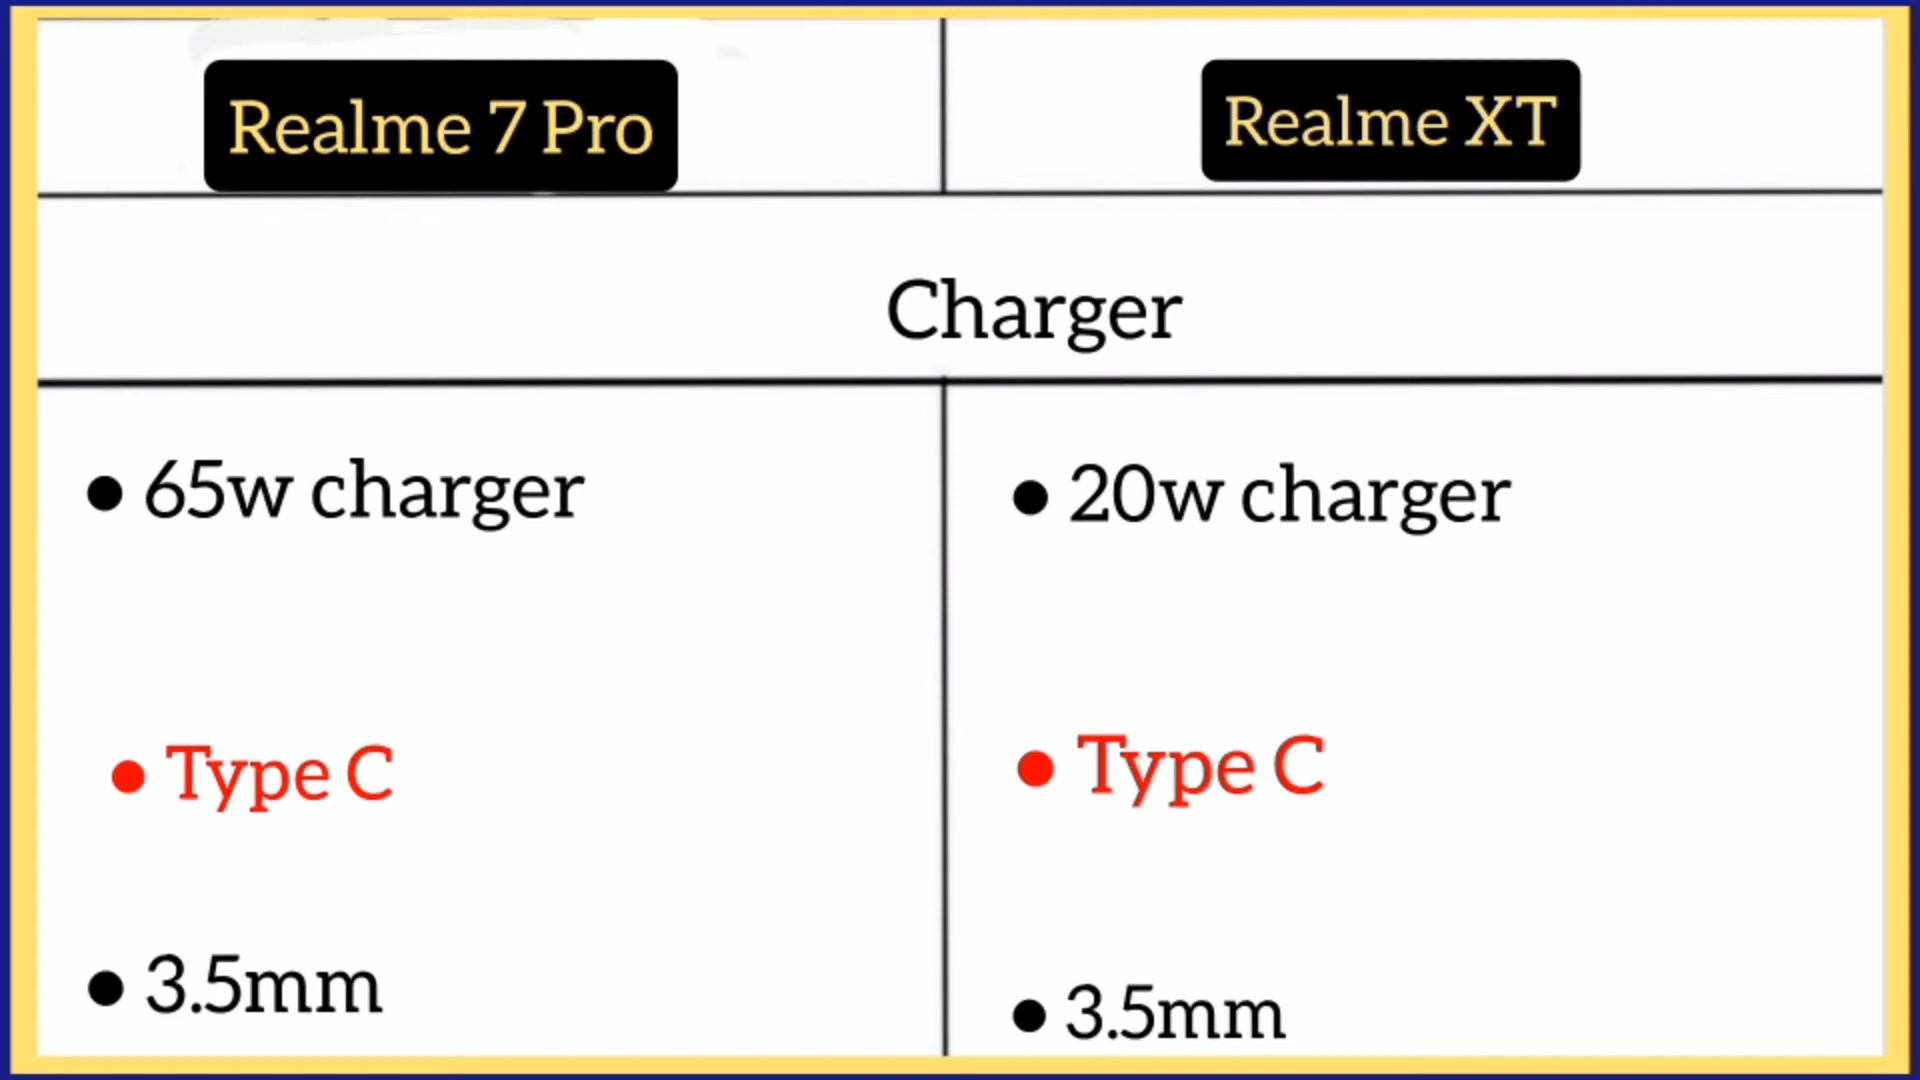 Realme 7 Pro
Realme XT
Charger
● 65w charger
● 20w charger
● Type C
● Type C
● 3.5mm
● 3.5mm